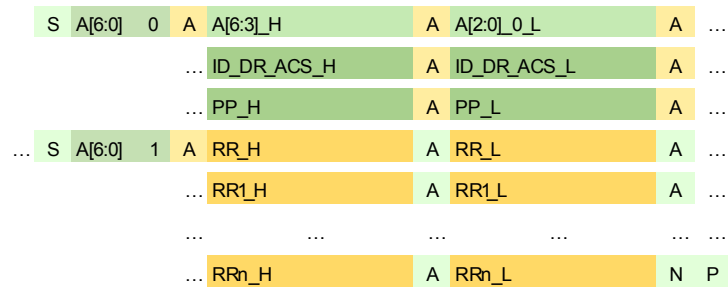 S A[6:0] 0 A A[6:3]_H A A[2:0]_0_L A …
… ID_DR_ACS_H A ID_DR_ACS_L A …
… PP_H A PP_L A …
… S A[6:0] 1 A RR_H A RR_L A …
… RR1_H A RR1_L A …
… … … … … …
… RRn_H A RRn_L N P